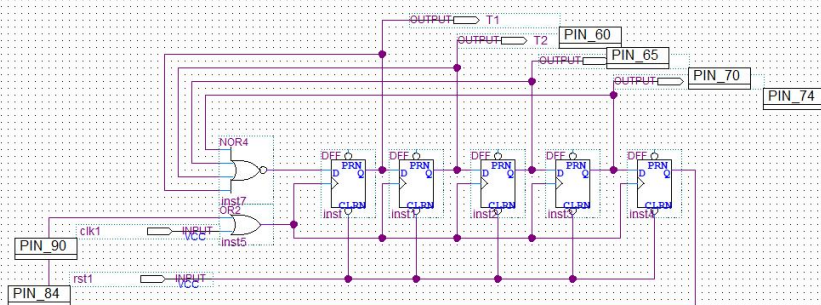 OUTPUT T1
OUTPUT T2
PIN_60
OUTPUT
PIN_65
OUTPUT
PIN_70
PIN_74
NOR4
inst7
DFF
PRN
D Q
CLRN
inst
DFF
PRN
D Q
CLRN
inst1
DFF
PRN
D Q
CLRN
inst2
DFF
PRN
D Q
CLRN
inst3
DFF
PRN
D Q
CLRN
inst4
OR2
inst5
clk1 INPUT
VCC
PIN_90
rst1 INPUT
VCC
PIN_84